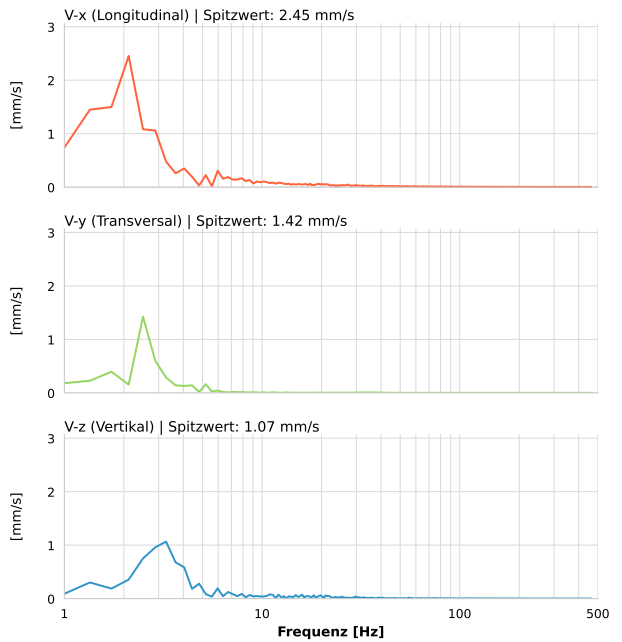 V-x (Longitudinal) | Spitzwert: 2.45 mm/s
3
2
1
0
[mm/s]
V-y (Transversal) | Spitzwert: 1.42 mm/s
3
2
1
0
[mm/s]
V-z (Vertikal) | Spitzwert: 1.07 mm/s
3
2
1
0
[mm/s]
1 10 100 500
Frequenz [Hz]